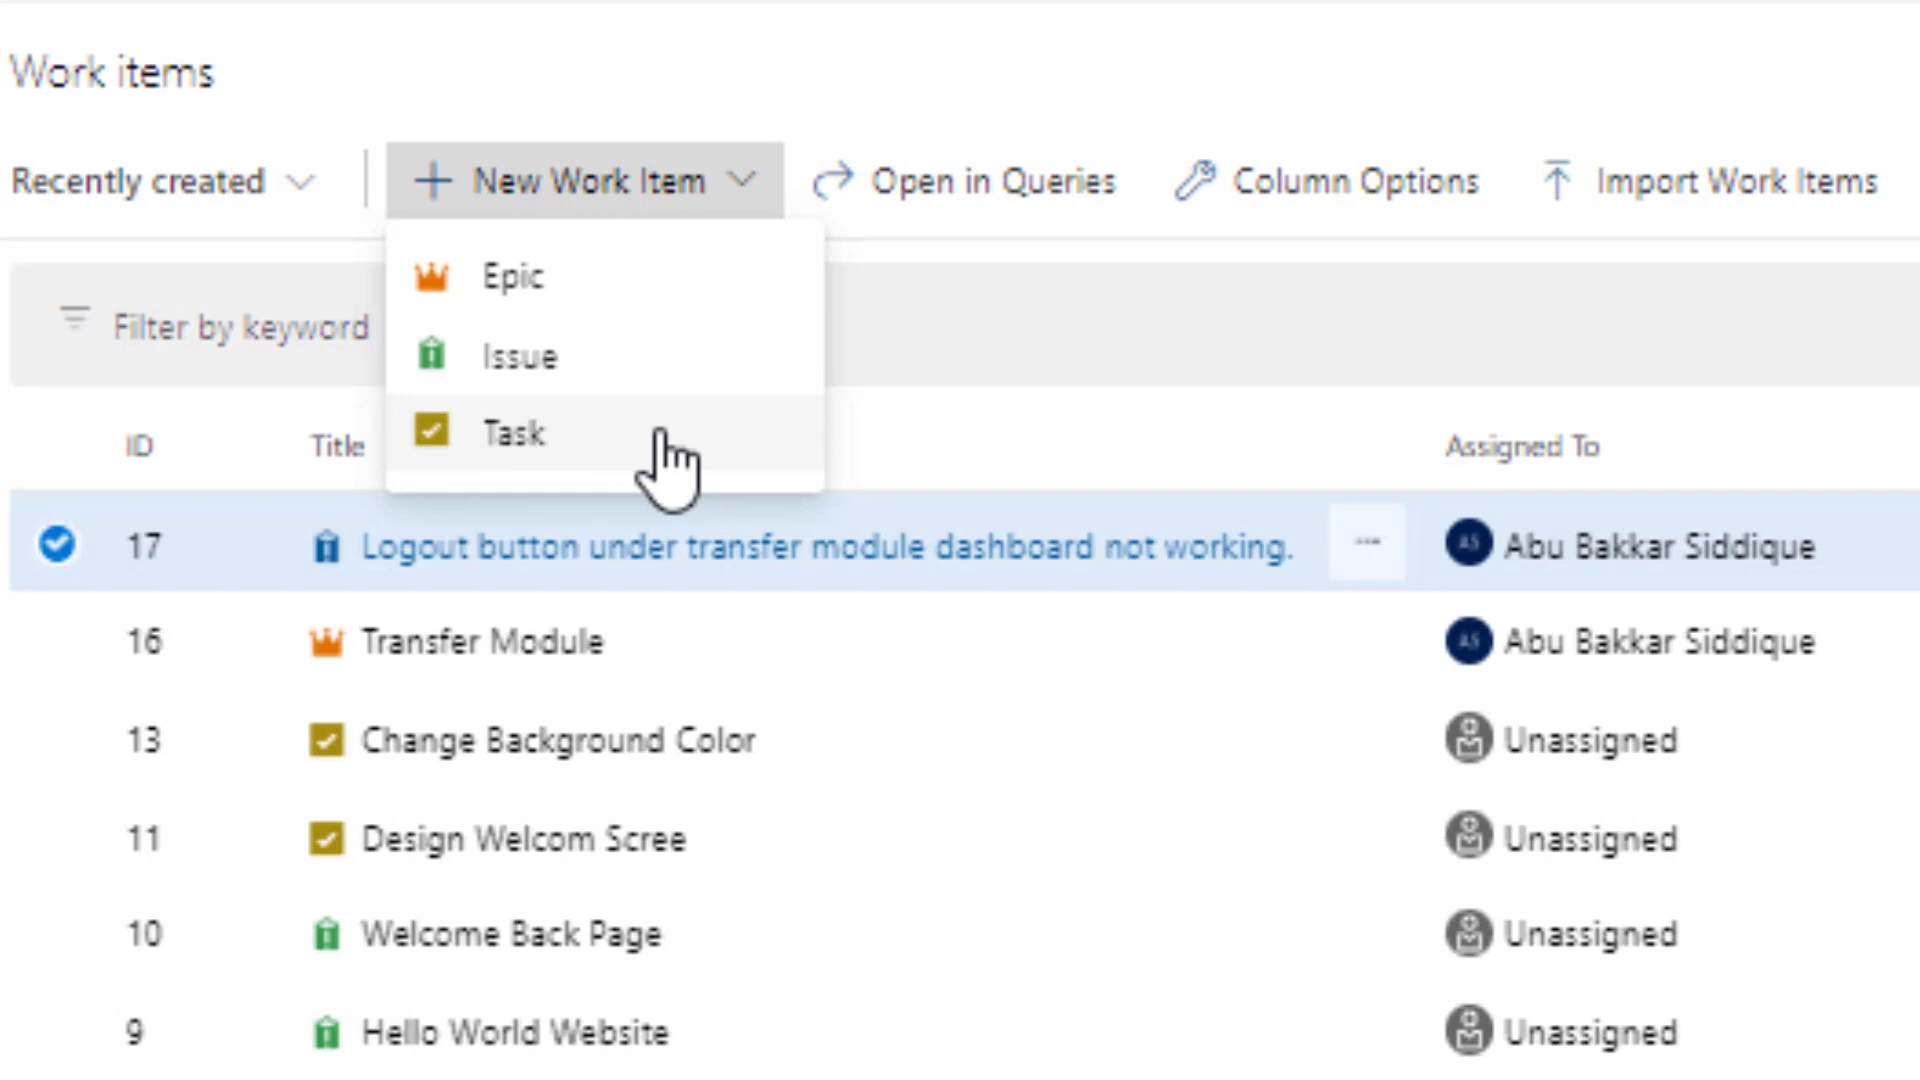 Work items
Recently created
New Work Item
Open in Queries
Column Options
Import Work Items
Epic
Filter by keyword
Issue
Task
ID Title Assigned To
17 Logout button under transfer module dashboard not working. ... AS Abu Bakkar Siddique
16 Transfer Module AS Abu Bakkar Siddique
13 Change Background Color Unassigned
11 Design Welcom Scree Unassigned
10 Welcome Back Page Unassigned
9 Hello World Website Unassigned